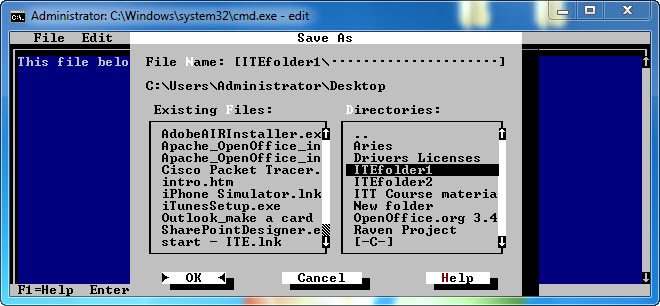 Administrator: C:\Windows\system32\cmd.exe - edit
File Edit
Save As
This file belo
File Name: [ITEfolder1\·····················]
C:\Users\Administrator\Desktop
Existing Files:
AdobeAIRInstaller.ex
Apache_OpenOffice_in
Apache_OpenOffice_in
Cisco Packet Tracer.
intro.htm
iPhone Simulator.lnk
iTunesSetup.exe
Outlook_make a card
SharePointDesigner.e
start - ITE.lnk
Directories:
..
Aries
Drivers Licenses
ITEfolder1
ITEfolder2
ITT Course materia
New folder
OpenOffice.org 3.4
Raven Project
[-C-]
OK
Cancel
Help
F1=Help Enter